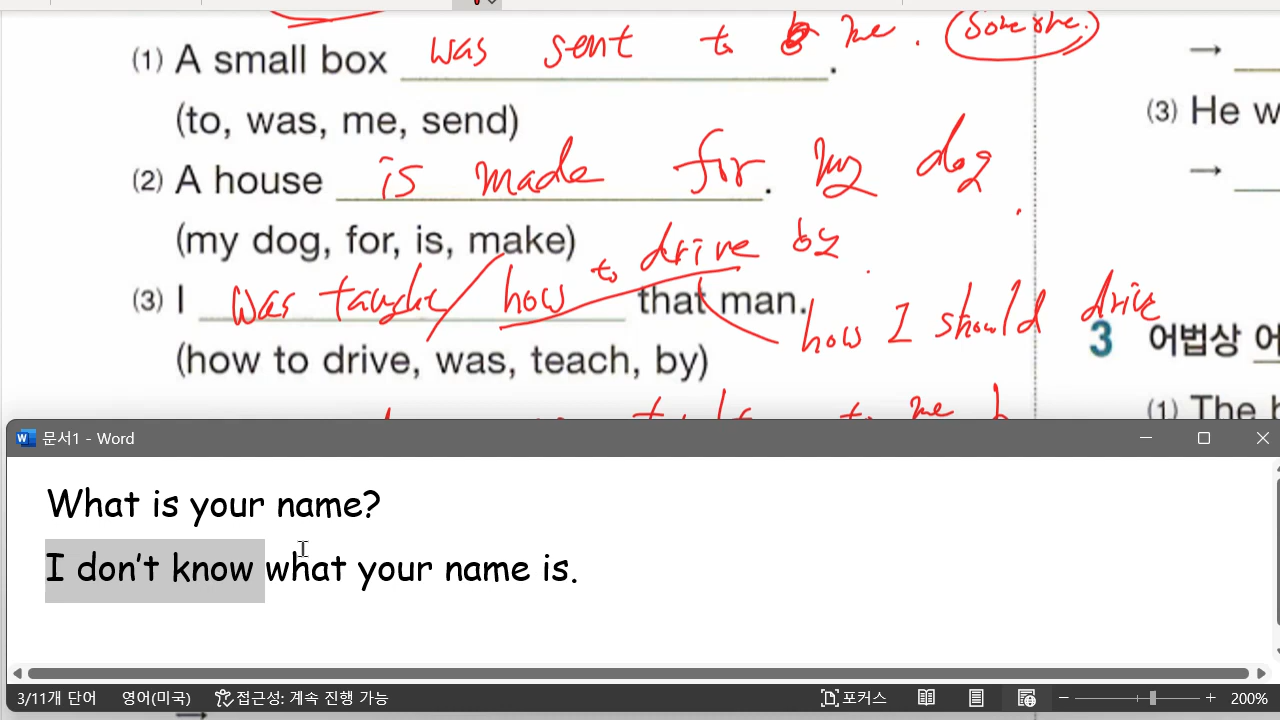 (1) A small box was sent to me. (Someone.)
(to, was, me, send)
(2) A house is made for my dog.
(my dog, for, is, make)
to drive by.
(3) I was taught how that man.
how I should drive
(how to drive, was, teach, by)
to me b
→
(3) He w
→
3 어법상 어
(1) The b
문서1 - Word
What is your name?
I don't know what your name is.
3/11개 단어 영어(미국) 접근성: 계속 진행 가능 포커스 200%